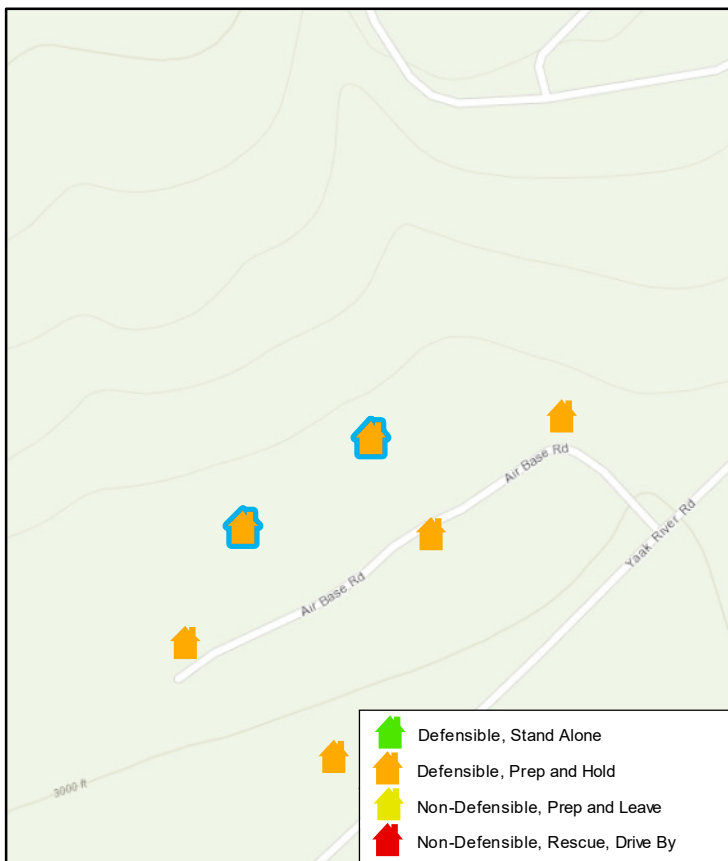 Air Base Rd
Yaak River Rd
Air Base Rd
3000 ft
Defensible, Stand Alone
Defensible, Prep and Hold
Non-Defensible, Prep and Leave
Non-Defensible, Rescue, Drive By